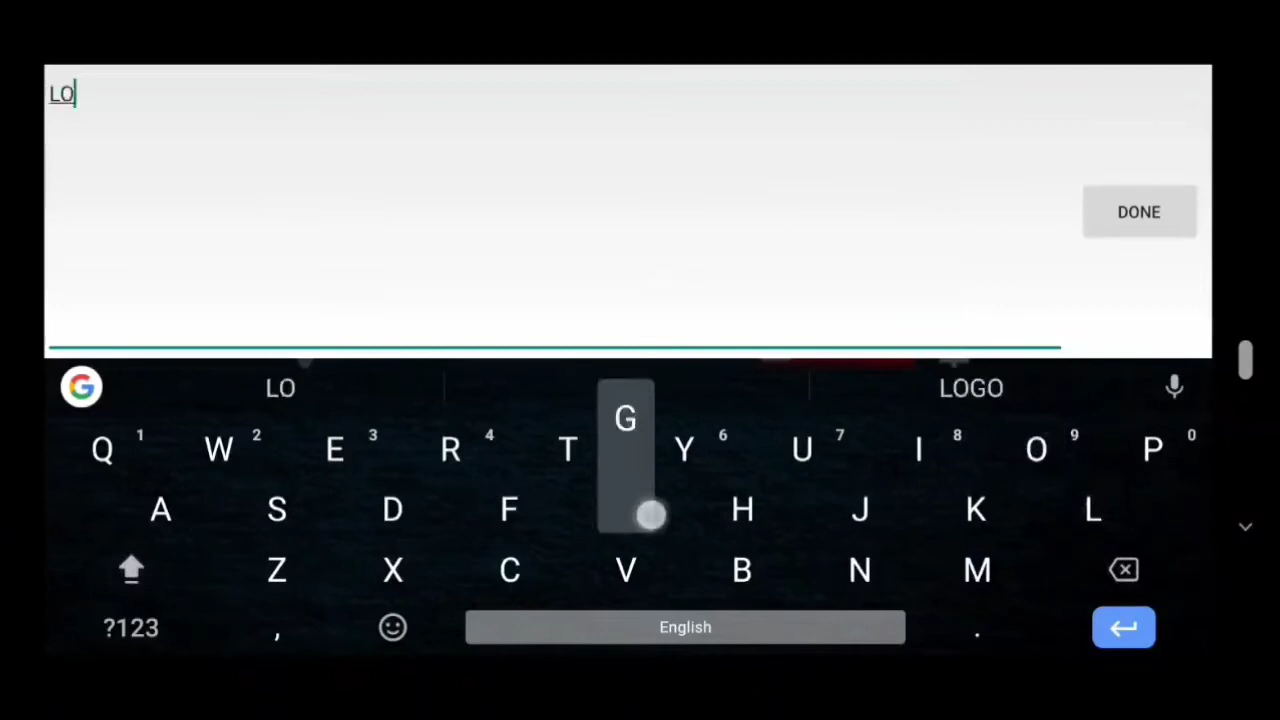 LO
DONE
LO LOGO
G
Q 1 W 2 E 3 R 4 T Y 6 U 7 I 8 O 9 P 0
A S D F H J K L
Z X C V B N M
?123 , English .